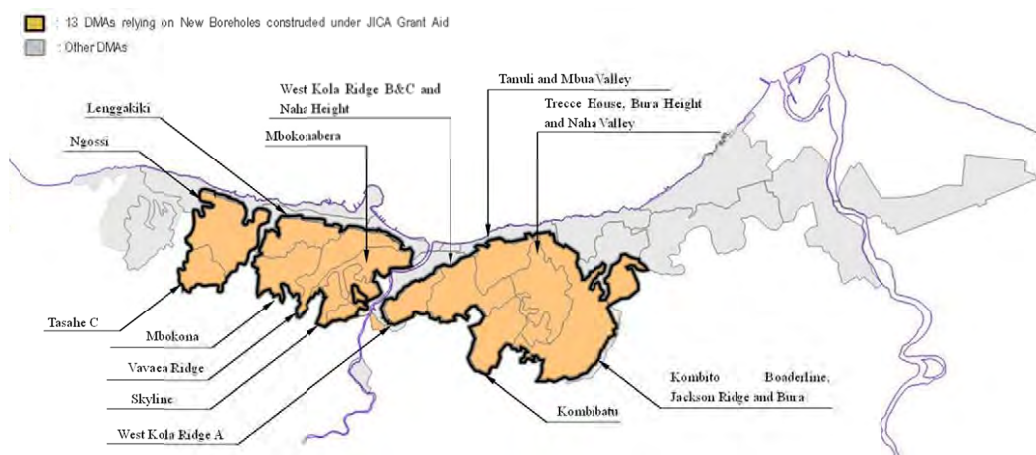 : 13 DMAs relying on New Boreholes constructed under JICA Grant Aid
: Other DMAs
West Kola Ridge B&C and
Naha Height
Tanuli and Mbua Valley
Trecce House, Bura Height
and Naha Valley
Lenggakiki
Mbokonabera
Ngossi
Tasahe C
Mbokona
Vavaea Ridge
Skyline
West Kola Ridge A
Kombibatu
Kombito Boaderline,
Jackson Ridge and Bura